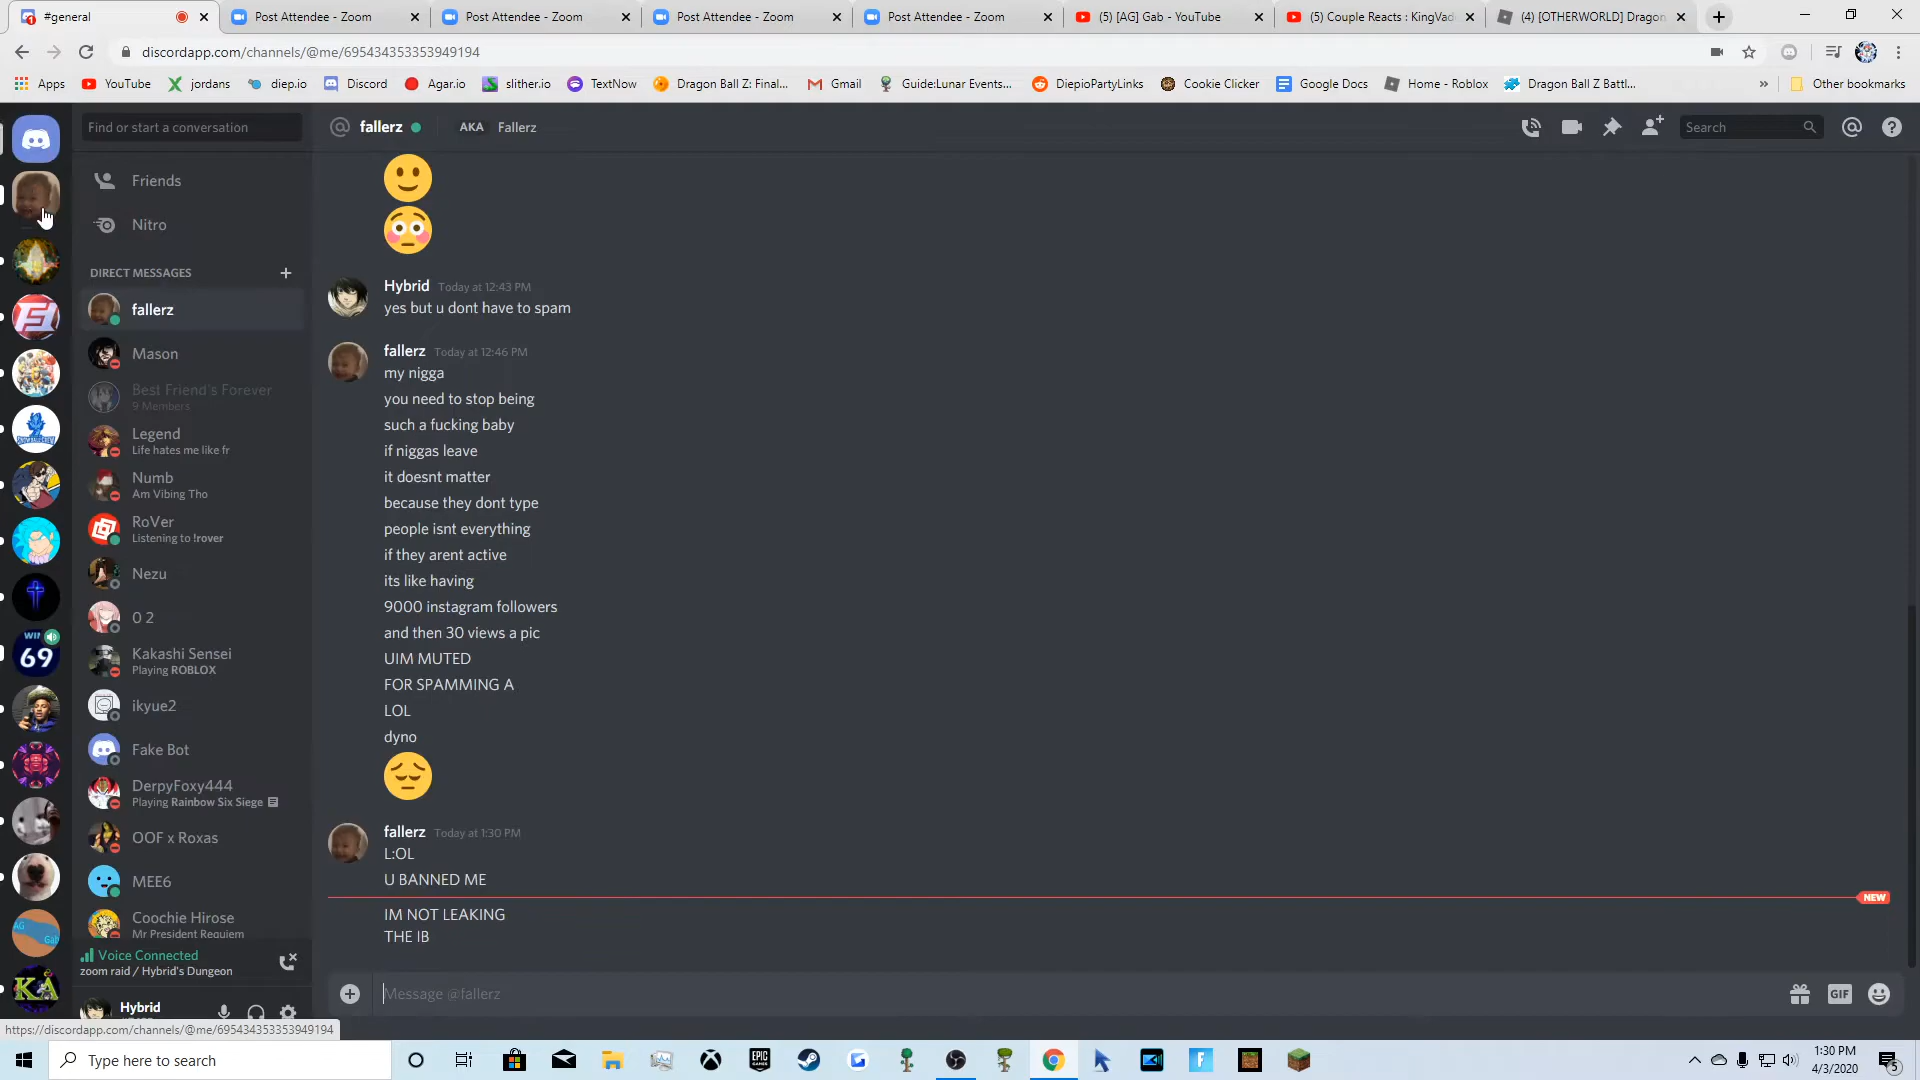 #general
Post Attendee - Zoom
Post Attendee - Zoom
Post Attendee - Zoom
Post Attendee - Zoom
(5) [AG] Gab - YouTube
(5) Couple Reacts : KingVad
(4) [OTHERWORLD] Dragon
discordapp.com/channels/@me/695434353353949194
Apps
YouTube
jordans
diep.io
Discord
Agar.io
slither.io
TextNow
Dragon Ball Z: Final...
Gmail
Guide:Lunar Events...
DiepioPartyLinks
Cookie Clicker
Google Docs
Home - Roblox
Dragon Ball Z Battl...
»
Other bookmarks
Find or start a conversation
@ fallerz
AKA Fallerz
Search
Friends
Nitro
DIRECT MESSAGES
fallerz
Mason
Best Friend's Forever
9 Members
Legend
Life hates me like fr
Numb
Am Vibing Tho
RoVer
Listening to !rover
Nezu
0 2
Kakashi Sensei
Playing ROBLOX
ikyue2
Fake Bot
DerpyFoxy444
Playing Rainbow Six Siege
OOF x Roxas
MEE6
Coochie Hirose
Mr President Requiem
Voice Connected
zoom raid / Hybrid's Dungeon
Hybrid
WII
69
AG
Gab
KA
Hybrid Today at 12:43 PM
yes but u dont have to spam
fallerz Today at 12:46 PM
my nigga
you need to stop being
such a fucking baby
if niggas leave
it doesnt matter
because they dont type
people isnt everything
if they arent active
its like having
9000 instagram followers
and then 30 views a pic
UIM MUTED
FOR SPAMMING A
LOL
dyno
fallerz Today at 1:30 PM
L:OL
U BANNED ME
NEW
IM NOT LEAKING
THE IB
Message @fallerz
GIF
https://discordapp.com/channels/@me/695434353353949194
Type here to search
EPIC GAMES
1:30 PM
4/3/2020
5